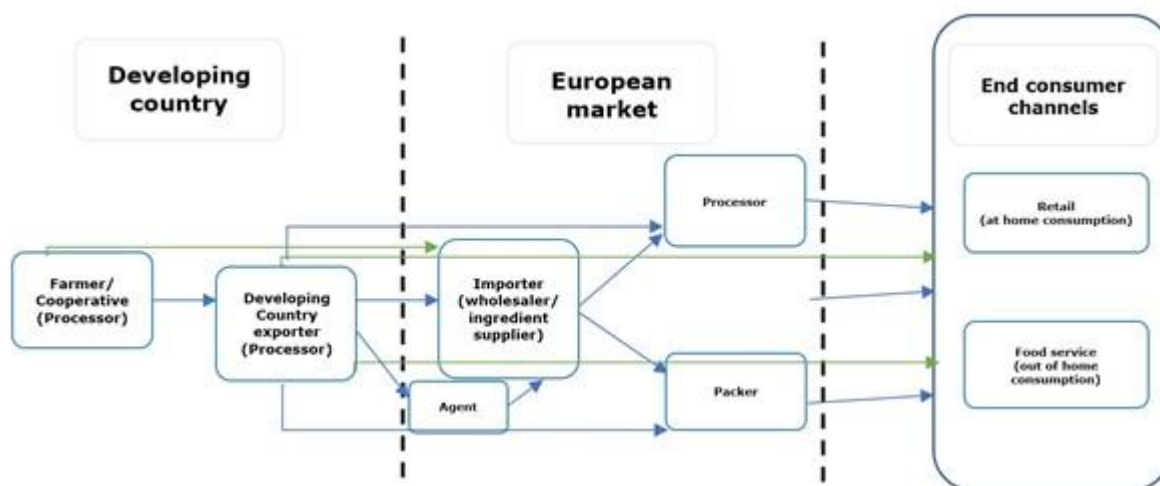 Developing
country
European
market
End consumer
channels
Processor
Retail
(at home consumption)
Farmer/
Cooperative
(Processor)
Developing
Country
exporter
(Processor)
Importer
(wholesaler/
ingredient
supplier)
Agent
Packer
Food service
(out of home
consumption)